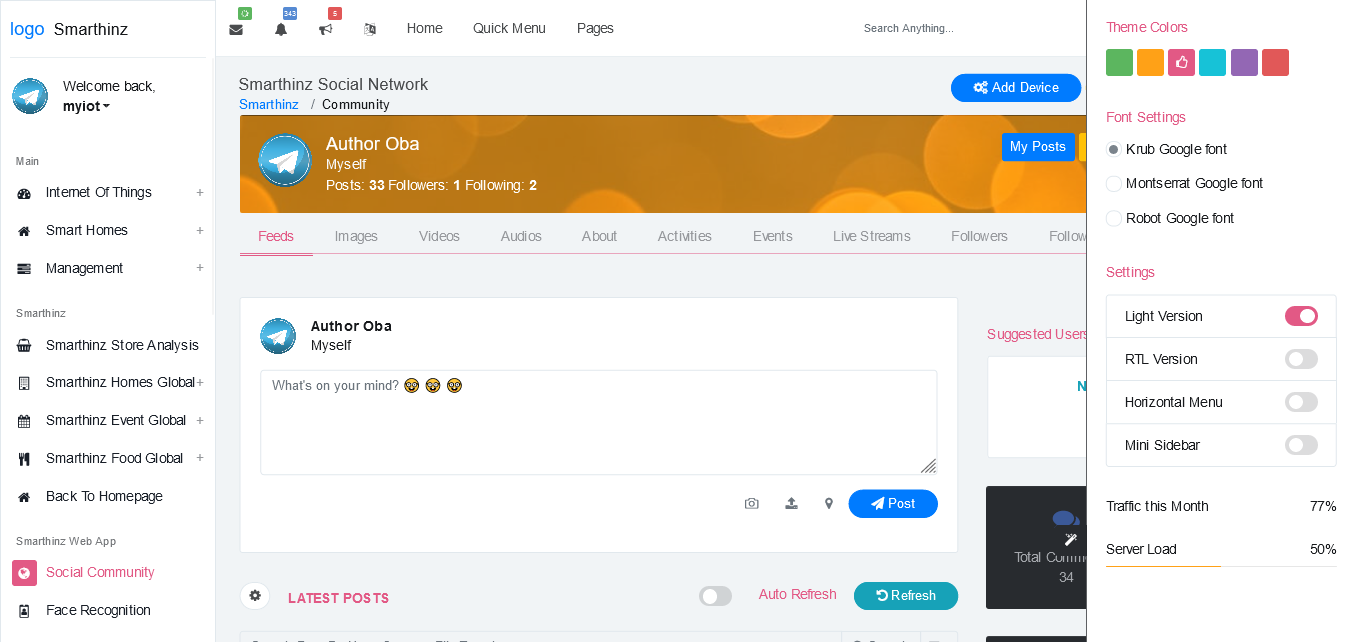 logo Smarthinz
343
5
Home
Quick Menu
Pages
Search Anything...
Welcome back,
myiot
Main
Internet Of Things +
Smart Homes +
Management +
Smarthinz
Smarthinz Store Analysis
Smarthinz Homes Global+
Smarthinz Event Global +
Smarthinz Food Global +
Back To Homepage
Smarthinz Web App
Social Community
Face Recognition
Smarthinz Social Network
Smarthinz / Community
Add Device
Author Oba
Myself
Posts: 33 Followers: 1 Following: 2
My Posts
Feeds Images Videos Audios About Activities Events Live Streams Followers Follow
Author Oba
Myself
What's on your mind? 🤓 🤓 🤓
Post
LATEST POSTS
Auto Refresh
Refresh
Suggested Users
N
Total Comm
34
Theme Colors
Font Settings
Krub Google font
Montserrat Google font
Robot Google font
Settings
Light Version
RTL Version
Horizontal Menu
Mini Sidebar
Traffic this Month 77%
Server Load 50%